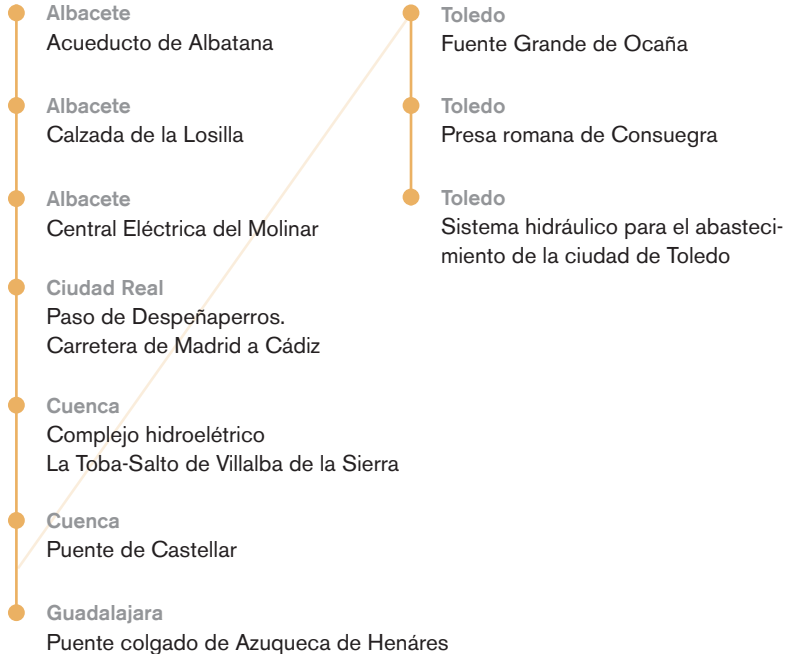 Albacete
Acueducto de Albatana
Albacete
Calzada de la Losilla
Albacete
Central Eléctrica del Molinar
Ciudad Real
Paso de Despeñaperros.
Carretera de Madrid a Cádiz
Cuenca
Complejo hidroelétrico
La Toba-Salto de Villalba de la Sierra
Cuenca
Puente de Castellar
Guadalajara
Puente colgado de Azuqueca de Henáres
Toledo
Fuente Grande de Ocaña
Toledo
Presa romana de Consuegra
Toledo
Sistema hidráulico para el abasteci-
miento de la ciudad de Toledo